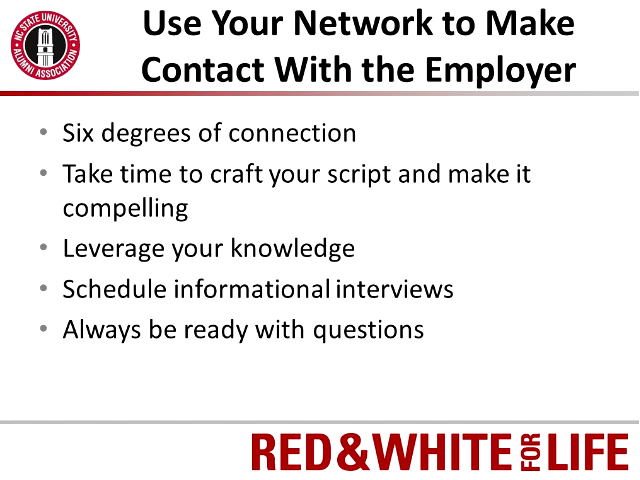 NC STATE UNIVERSITY
ALUMNI ASSOCIATION
Use Your Network to Make
Contact With the Employer
• Six degrees of connection
• Take time to craft your script and make it
compelling
• Leverage your knowledge
• Schedule informational interviews
• Always be ready with questions
RED&WHITE FOR LIFE